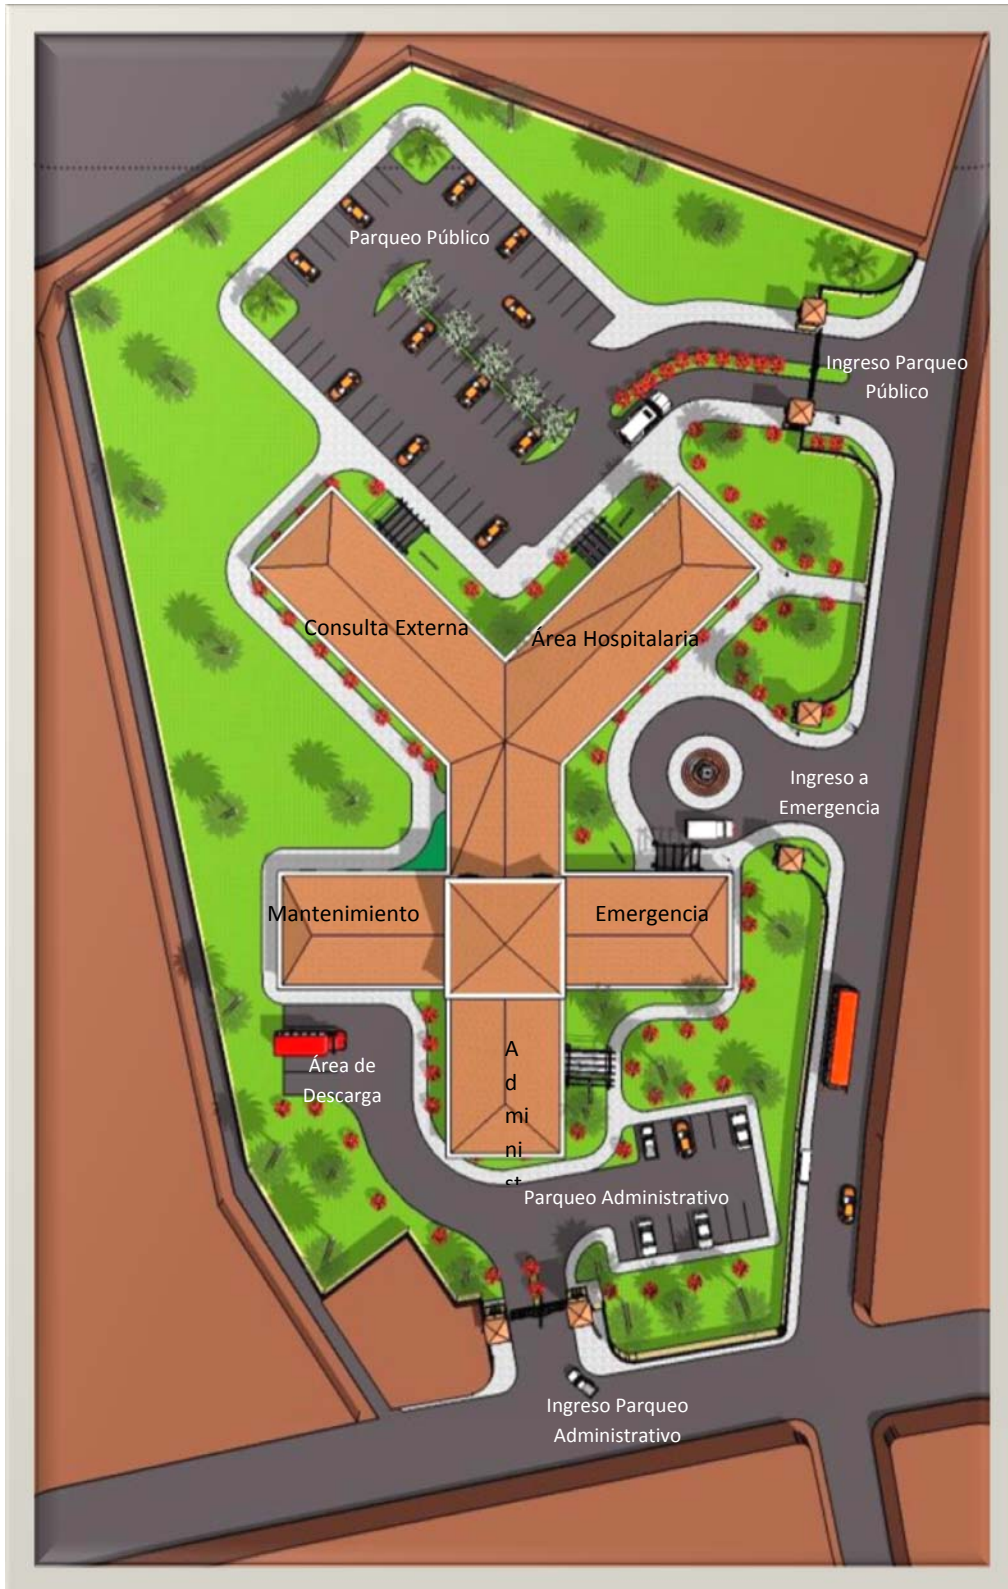 Parqueo Público
Ingreso Parqueo
Público
Consulta Externa
Área Hospitalaria
Ingreso a
Emergencia
Mantenimiento
Emergencia
Área de
Descarga
A
d
mi
ni
st
Parqueo Administrativo
Ingreso Parqueo
Administrativo